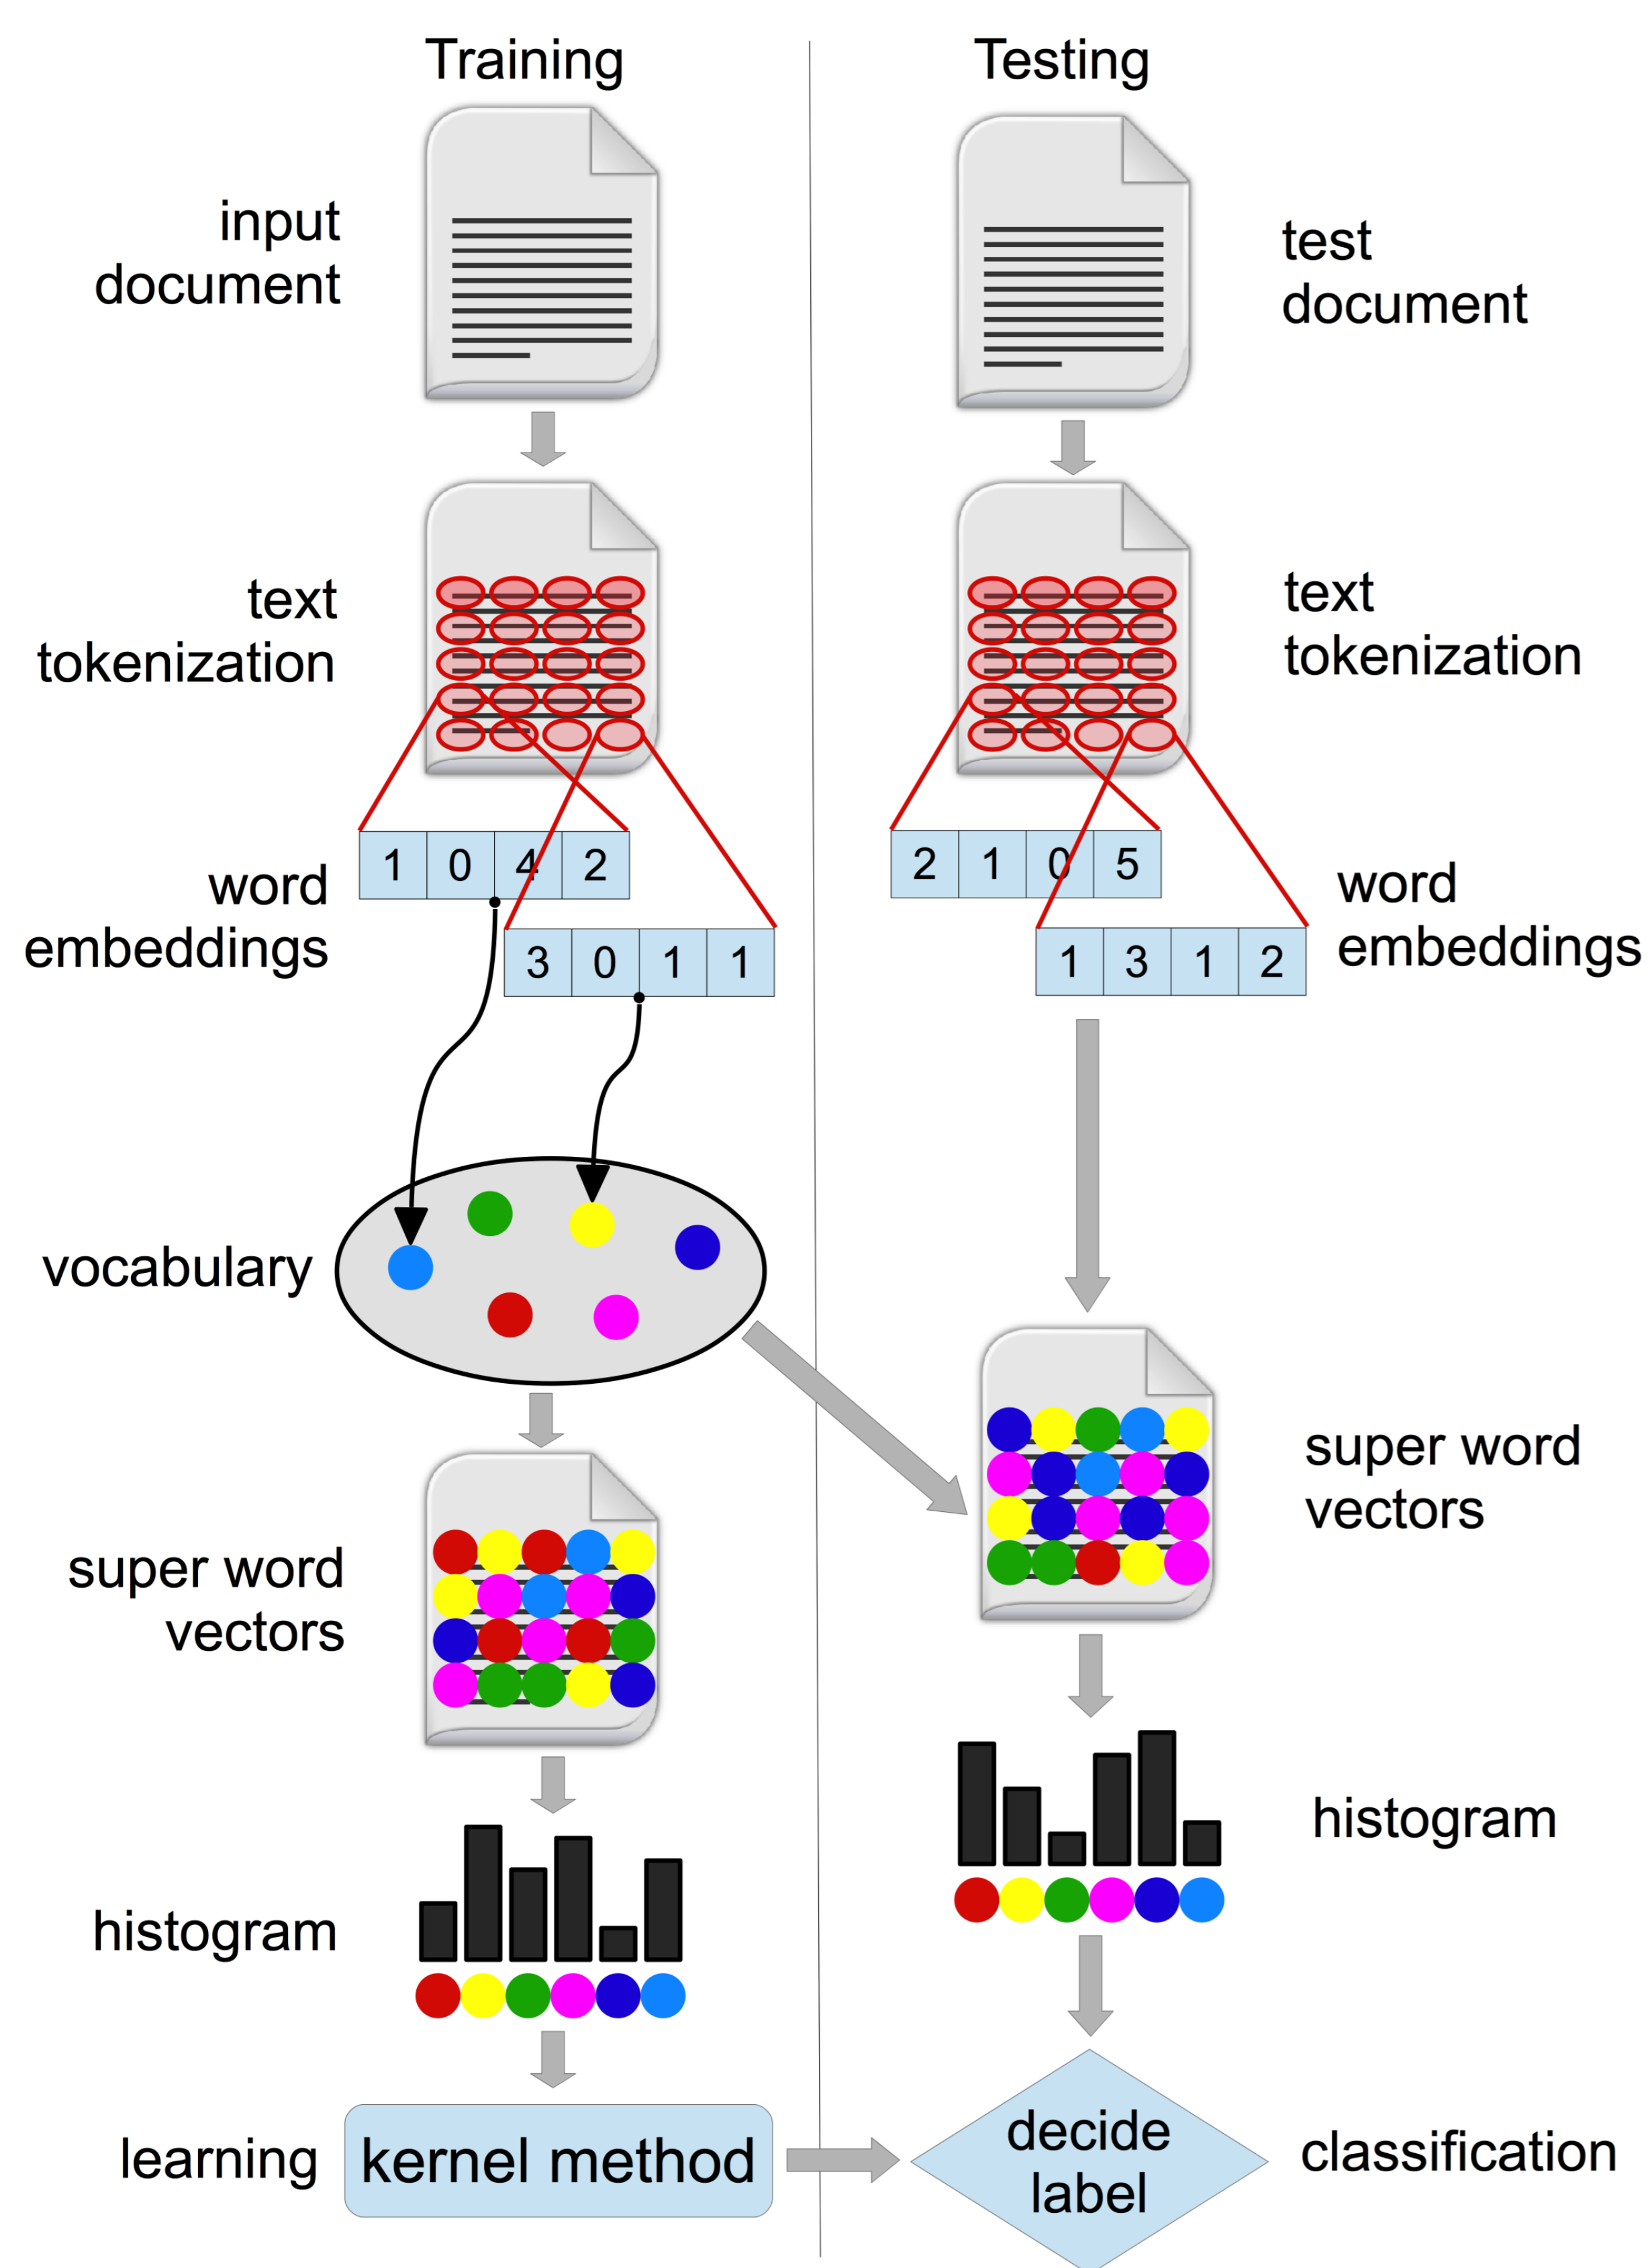 Training
input
document
text
tokenization
1 0 4 2
word
embeddings
3 0 1 1
vocabulary
super word
vectors
histogram
learning
kernel method
Testing
test
document
text
tokenization
2 1 0 5
word
embeddings
1 3 1 2
super word
vectors
histogram
decide
label
classification